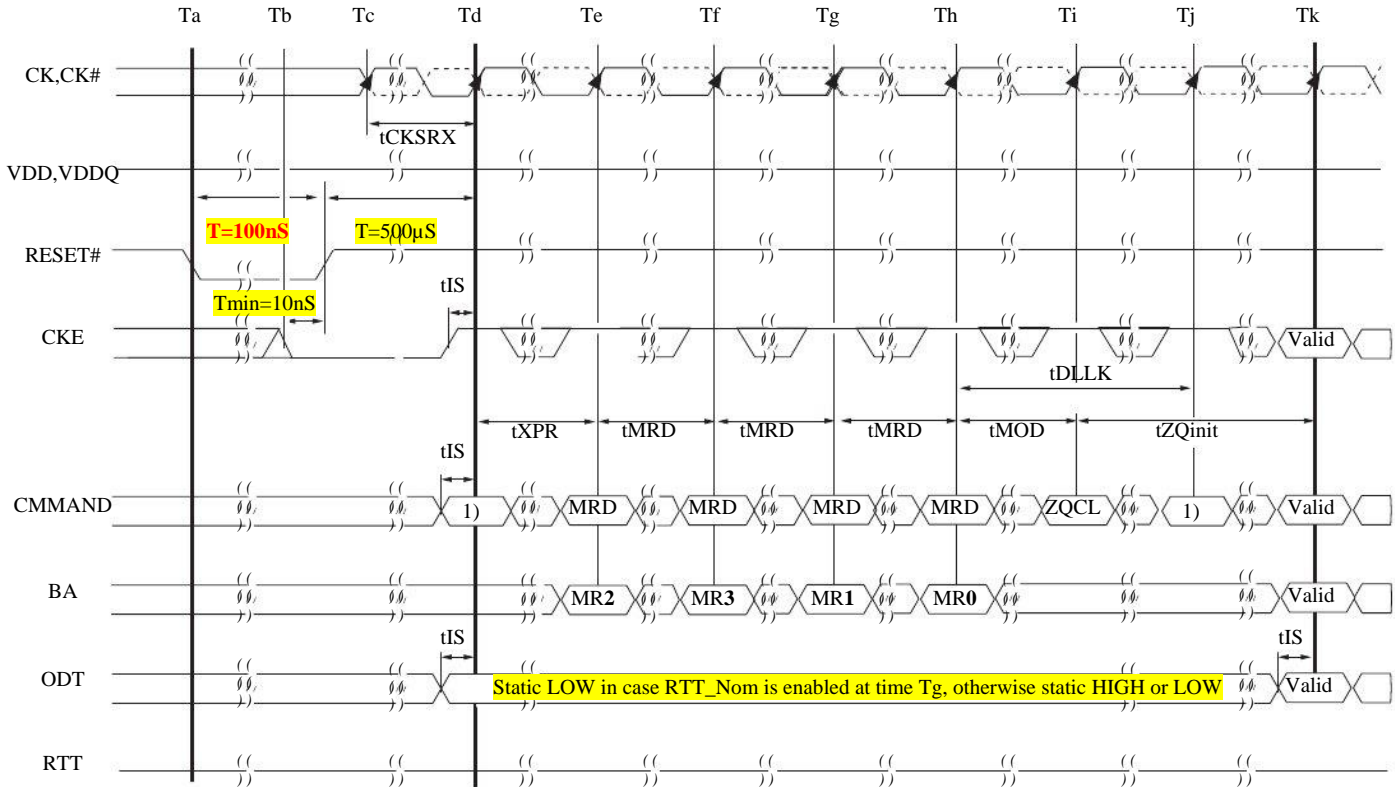 Ta Tb Tc Td Te Tf Tg Th Ti Tj Tk
CK,CK#
tCKSRX
VDD,VDDQ
T=100nS T=500µS
RESET#
Tmin=10nS tIS
CKE Valid
tDLLK
tXPR tMRD tMRD tMRD tMOD tZQinit
tIS
CMMAND 1) MRD MRD MRD MRD ZQCL 1) Valid
BA MR2 MR3 MR1 MR0 Valid
tIS tIS
ODT Static LOW in case RTT_Nom is enabled at time Tg, otherwise static HIGH or LOW Valid
RTT